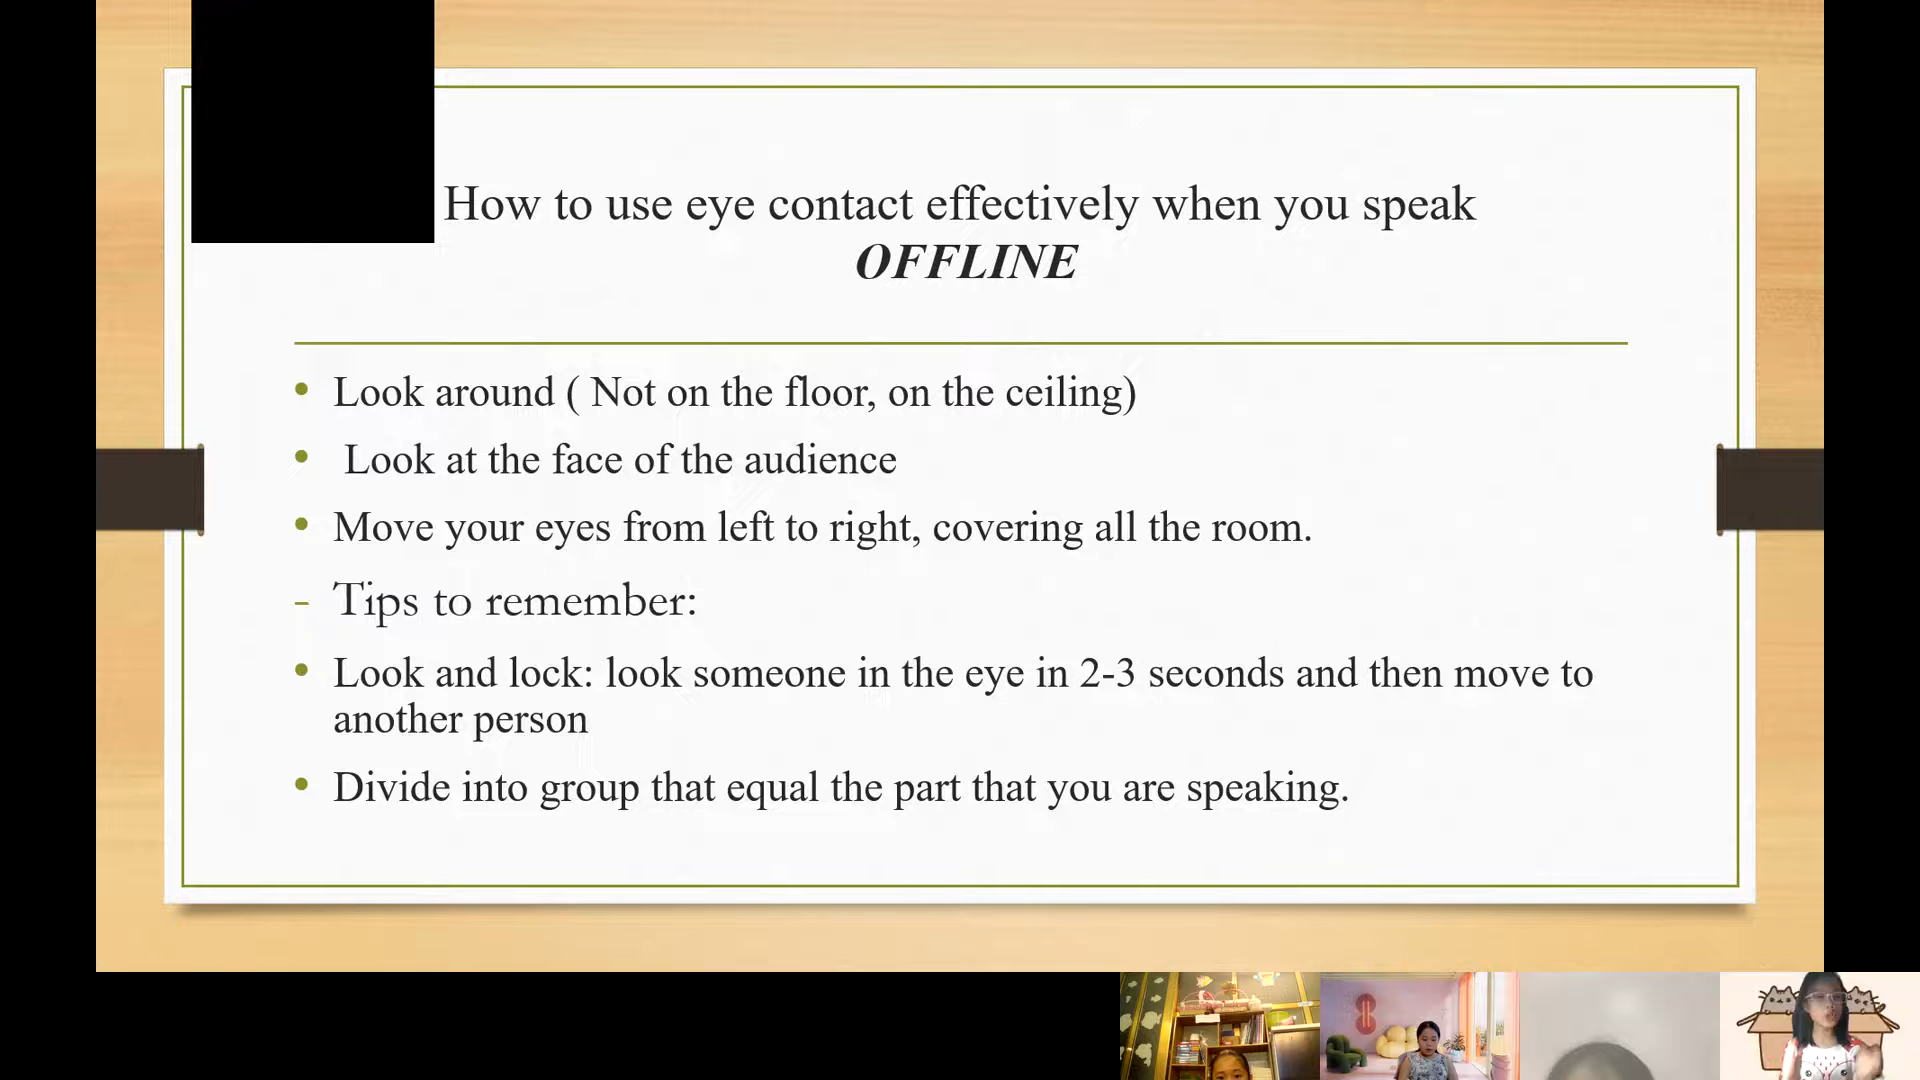 How to use eye contact effectively when you speak
OFFLINE
• Look around ( Not on the floor, on the ceiling)
• Look at the face of the audience
• Move your eyes from left to right, covering all the room.
- Tips to remember:
• Look and lock: look someone in the eye in 2-3 seconds and then move to
another person
• Divide into group that equal the part that you are speaking.